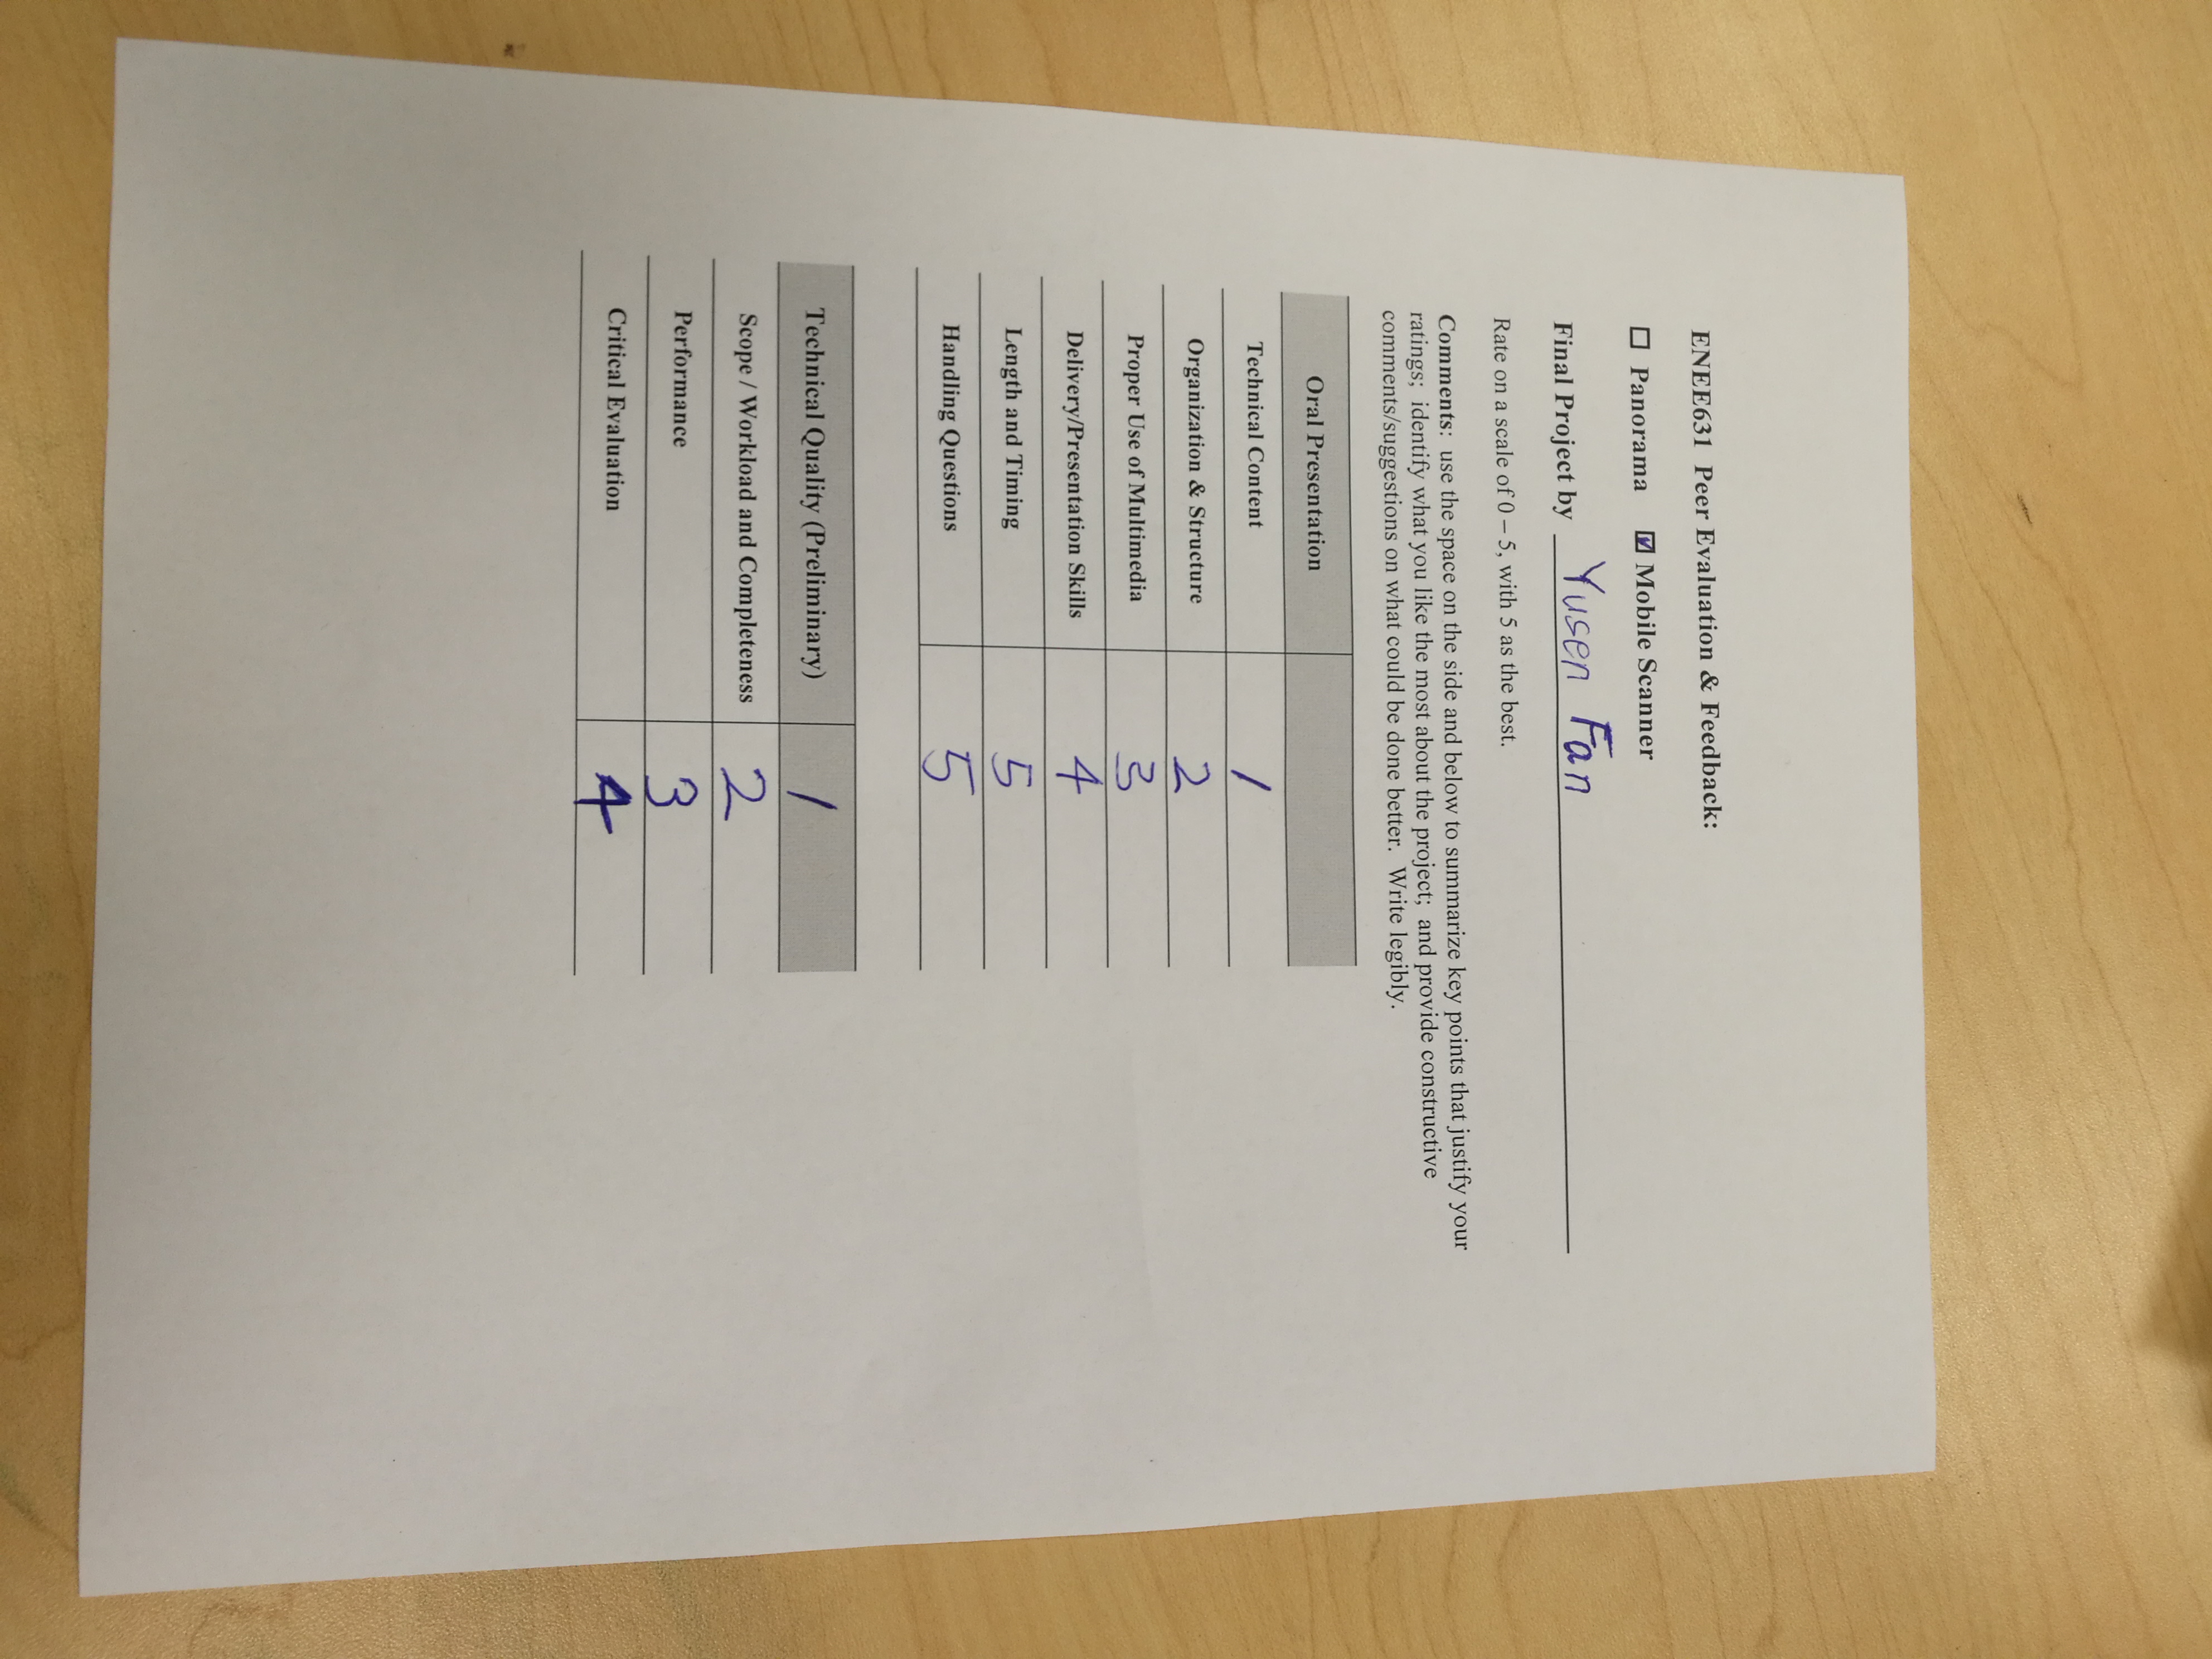 ENEE631 Peer Evaluation & Feedback:
☐ Panorama ☑ Mobile Scanner
Final Project by Yusen Fan
Rate on a scale of 0 – 5, with 5 as the best.
Comments: use the space on the side and below to summarize key points that justify your
ratings; identify what you like the most about the project; and provide constructive
comments/suggestions on what could be done better. Write legibly.
Oral Presentation
Technical Content 1
Organization & Structure 2
Proper Use of Multimedia 3
Delivery/Presentation Skills 4
Length and Timing 5
Handling Questions 5
Technical Quality (Preliminary) 1
Scope / Workload and Completeness 2
Performance 3
Critical Evaluation 4